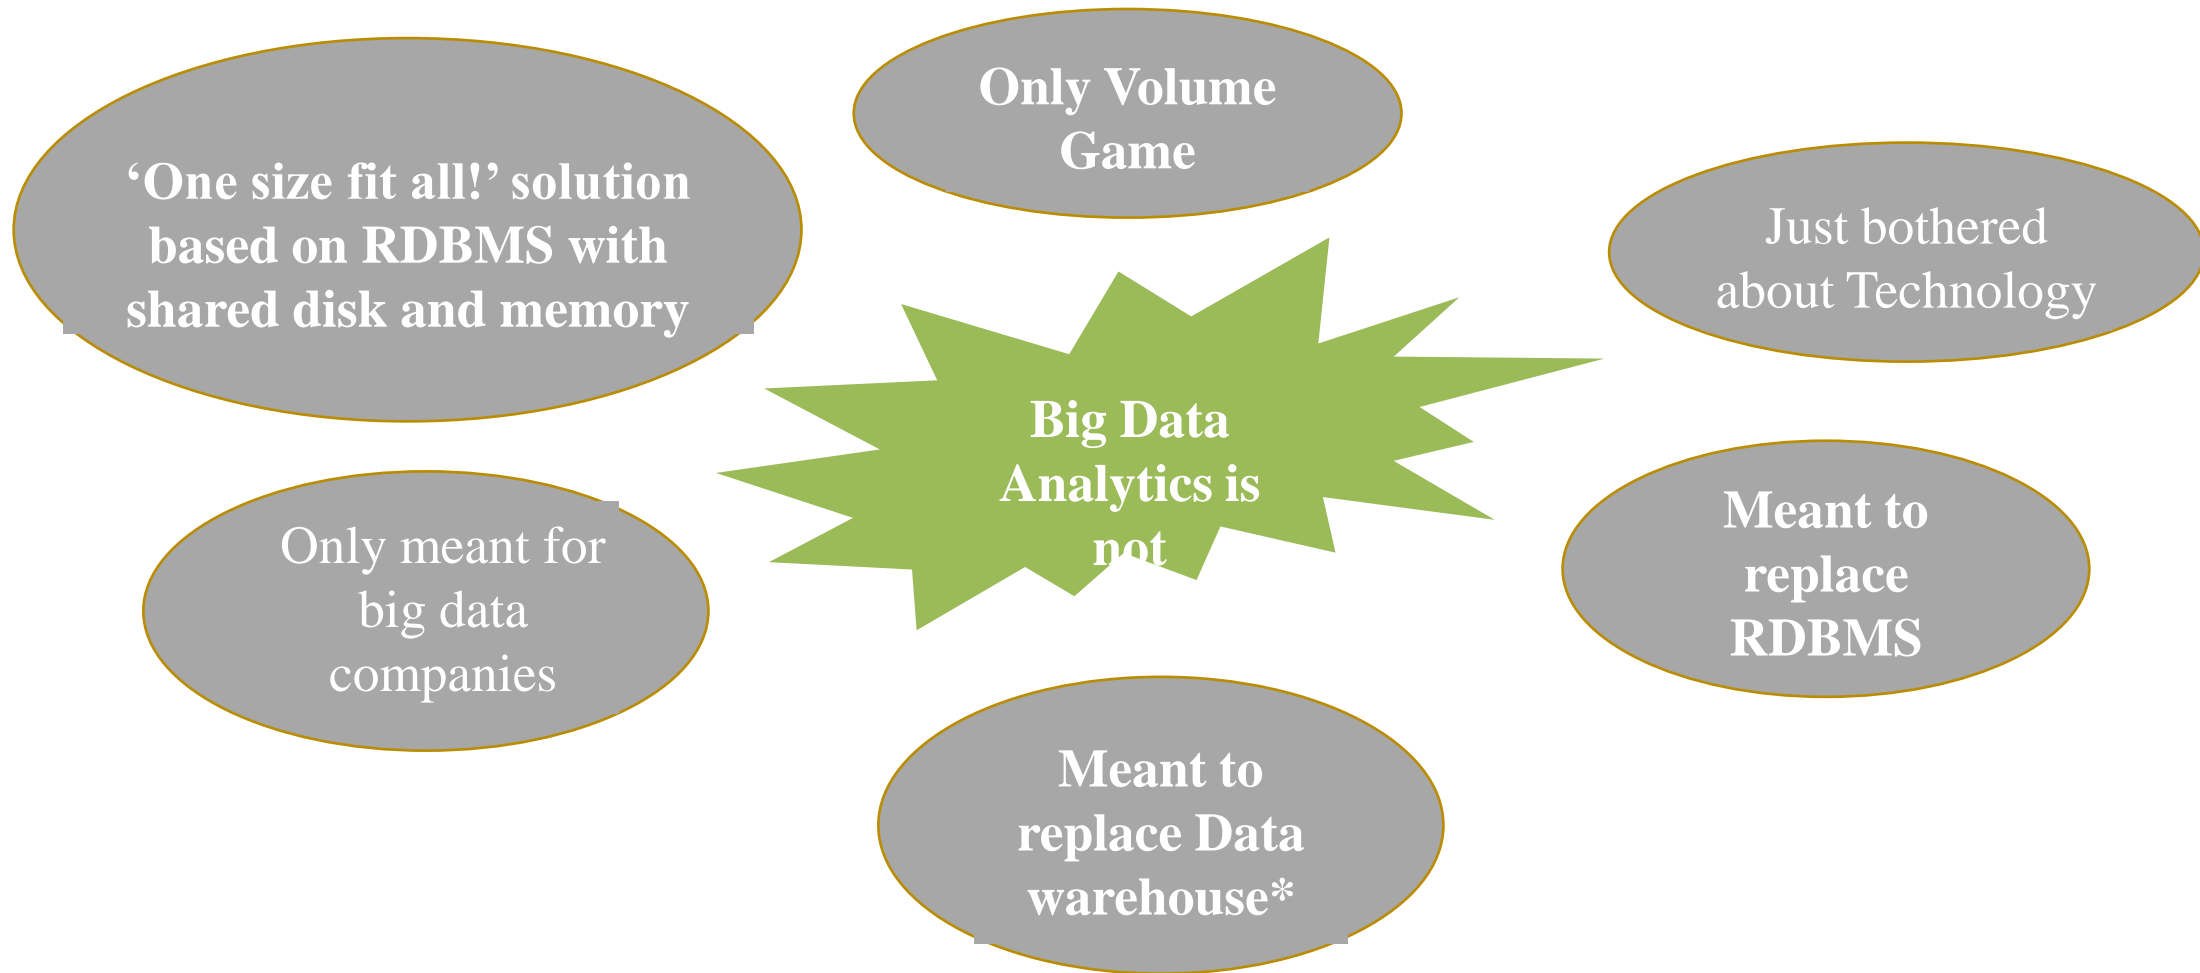 Only Volume
Game
‘One size fit all!’ solution
based on RDBMS with
shared disk and memory
Just bothered
about Technology
Big Data
Analytics is
not
Only meant for
big data
companies
Meant to
replace
RDBMS
Meant to
replace Data
warehouse*